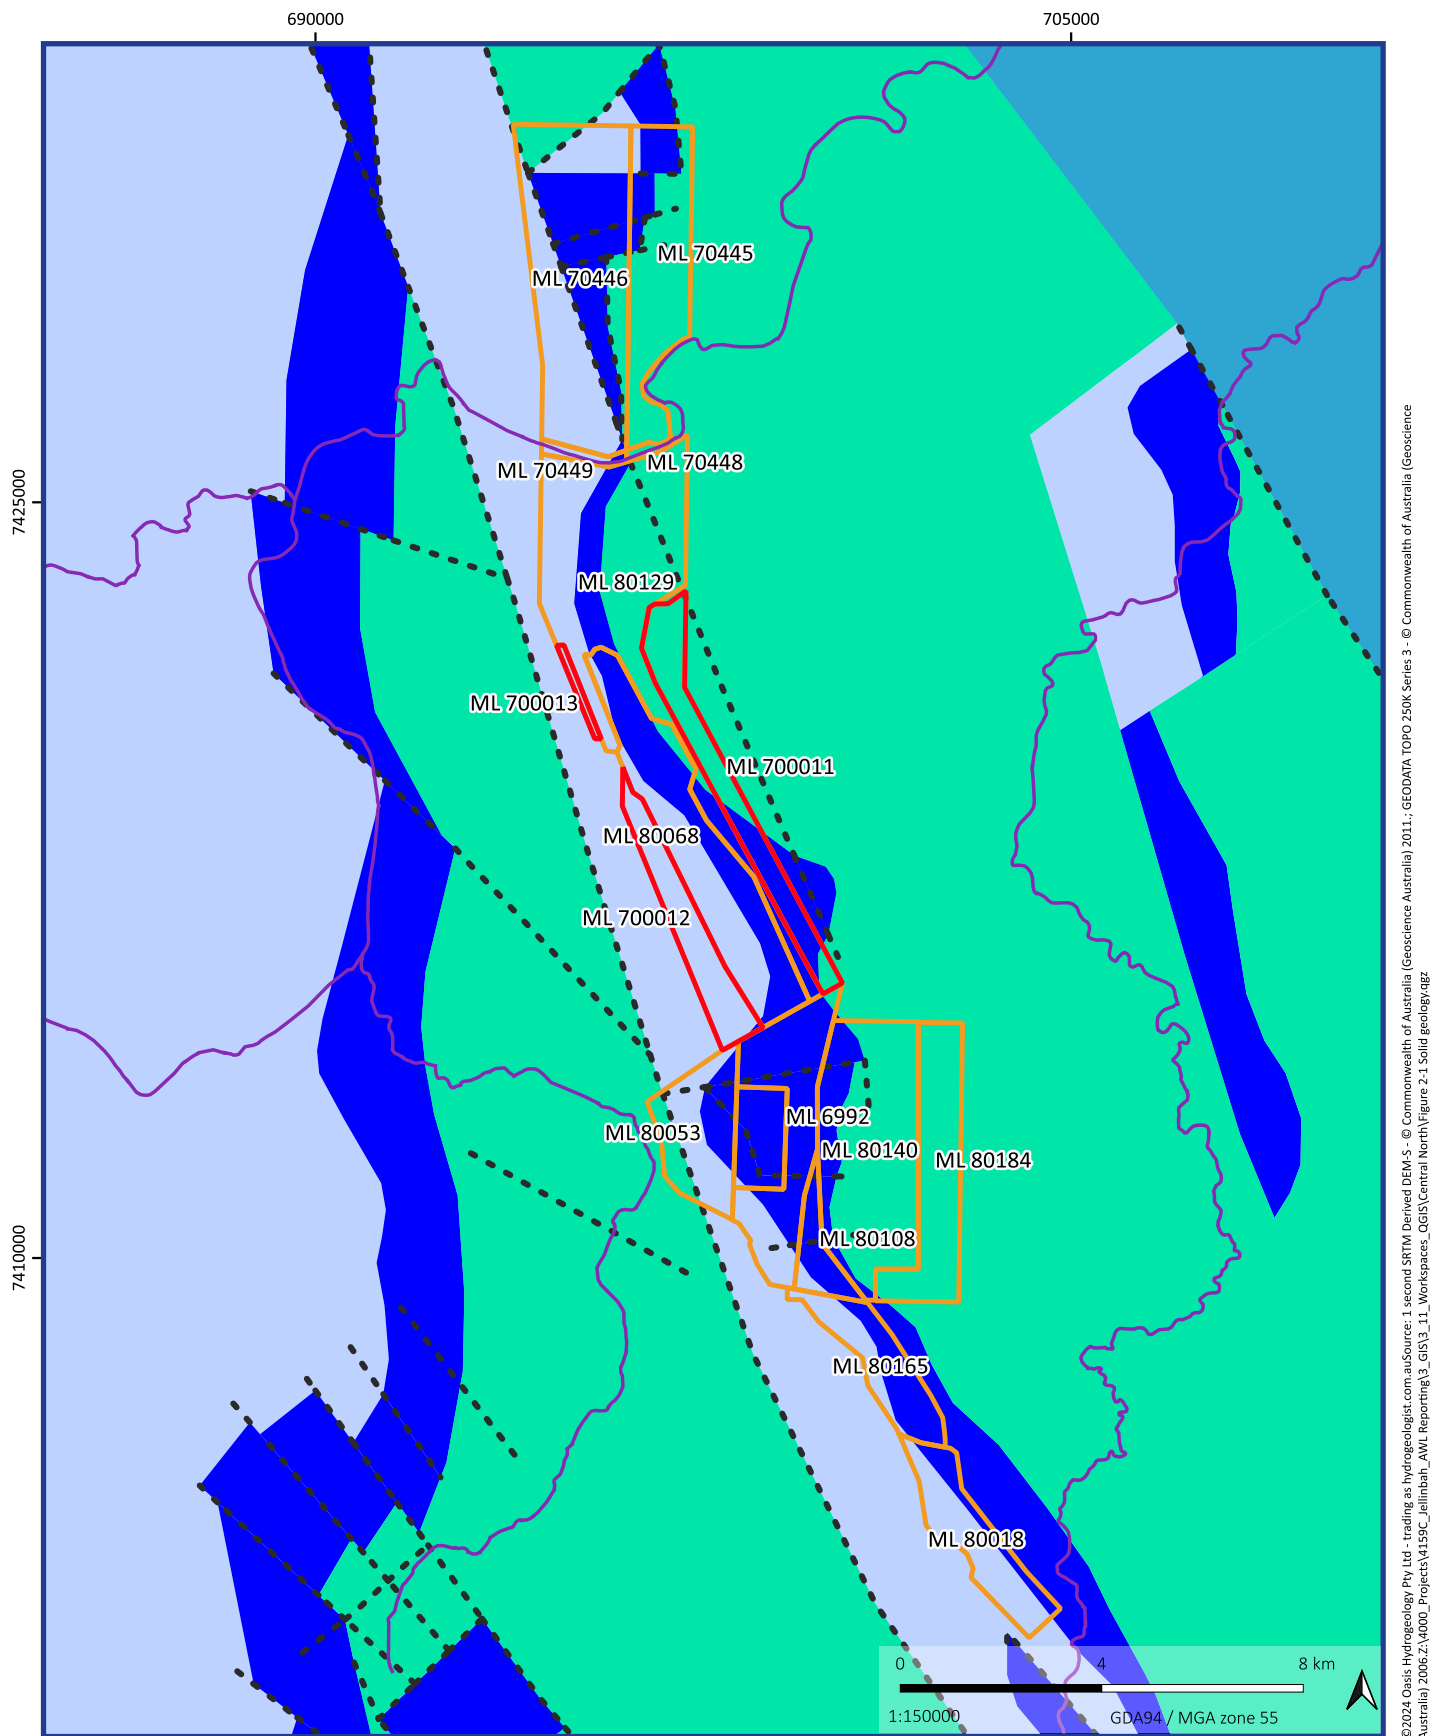 690000
705000
7425000
7410000
ML 70445
ML 70446
ML 70449
ML 70448
ML 80129
ML 700013
ML 700011
ML 80068
ML 700012
ML 6992
ML 80053
ML 80140
ML 80184
ML 80108
ML 80165
ML 80018
0 4 8 km
1:150000 GDA94 / MGA zone 55
©2024 Oasis Hydrogeology Pty Ltd - trading as hydrogeologist.com.auSource: 1 second SRTM Derived DEM-S - © Commonwealth of Australia (Geoscience Australia) 2011.; GEODATA TOPO 250K Series 3 - © Commonwealth of Australia (Geoscience
Australia) 2006.Z:\4000_Projects\4159C_Jellinbah_AWL Reporting\3_GIS\3_11_Workspaces_QGIS\Central North\Figure 2-1 Solid geology.qgz